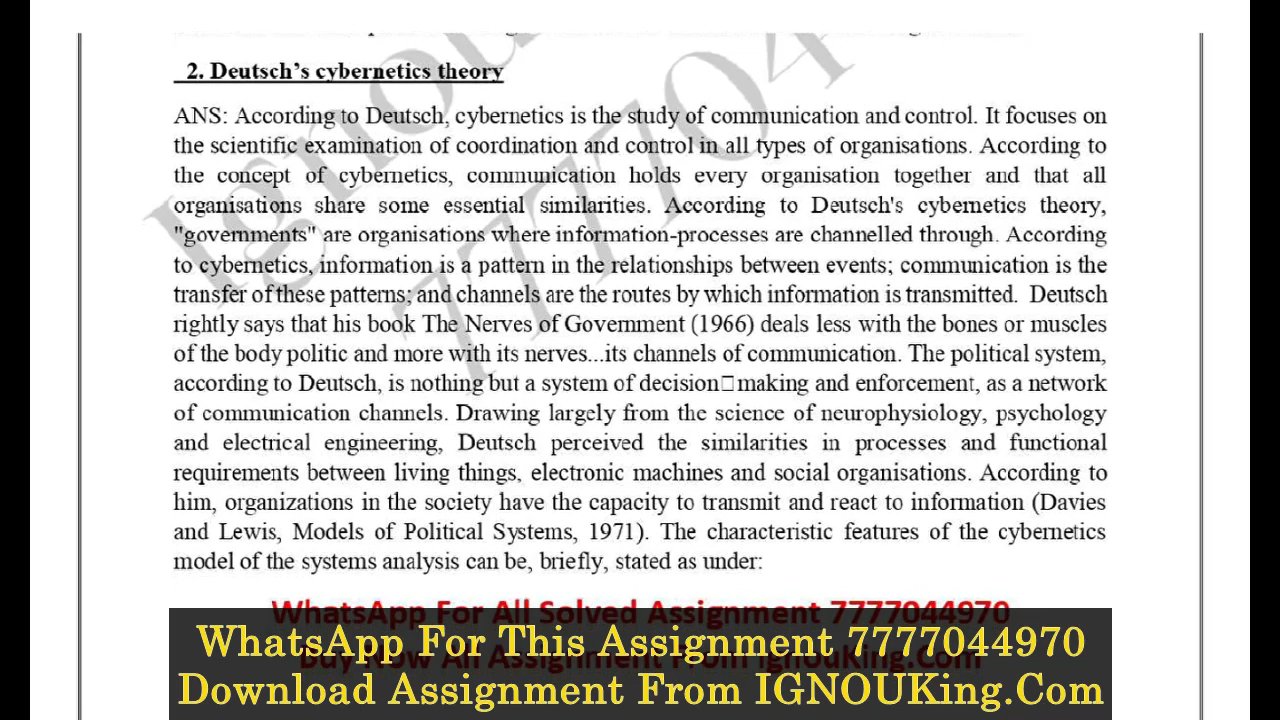 2. Deutsch's cybernetics theory
ANS: According to Deutsch, cybernetics is the study of communication and control. It focuses on
the scientific examination of coordination and control in all types of organisations. According to
the concept of cybernetics, communication holds every organisation together and that all
organisations share some essential similarities. According to Deutsch's cybernetics theory,
"governments" are organisations where information-processes are channelled through. According
to cybernetics, information is a pattern in the relationships between events; communication is the
transfer of these patterns; and channels are the routes by which information is transmitted. Deutsch
rightly says that his book The Nerves of Government (1966) deals less with the bones or muscles
of the body politic and more with its nerves...its channels of communication. The political system,
according to Deutsch, is nothing but a system of decision□making and enforcement, as a network
of communication channels. Drawing largely from the science of neurophysiology, psychology
and electrical engineering, Deutsch perceived the similarities in processes and functional
requirements between living things, electronic machines and social organisations. According to
him, organizations in the society have the capacity to transmit and react to information (Davies
and Lewis, Models of Political Systems, 1971). The characteristic features of the cybernetics
model of the systems analysis can be, briefly, stated as under:
WhatsApp For All Solved Assignment 7777044970
WhatsApp For This Assignment 7777044970
Buy Now All Assignment From IgnouKing.Com
Download Assignment From IGNOUKing.Com
Ignou
777704